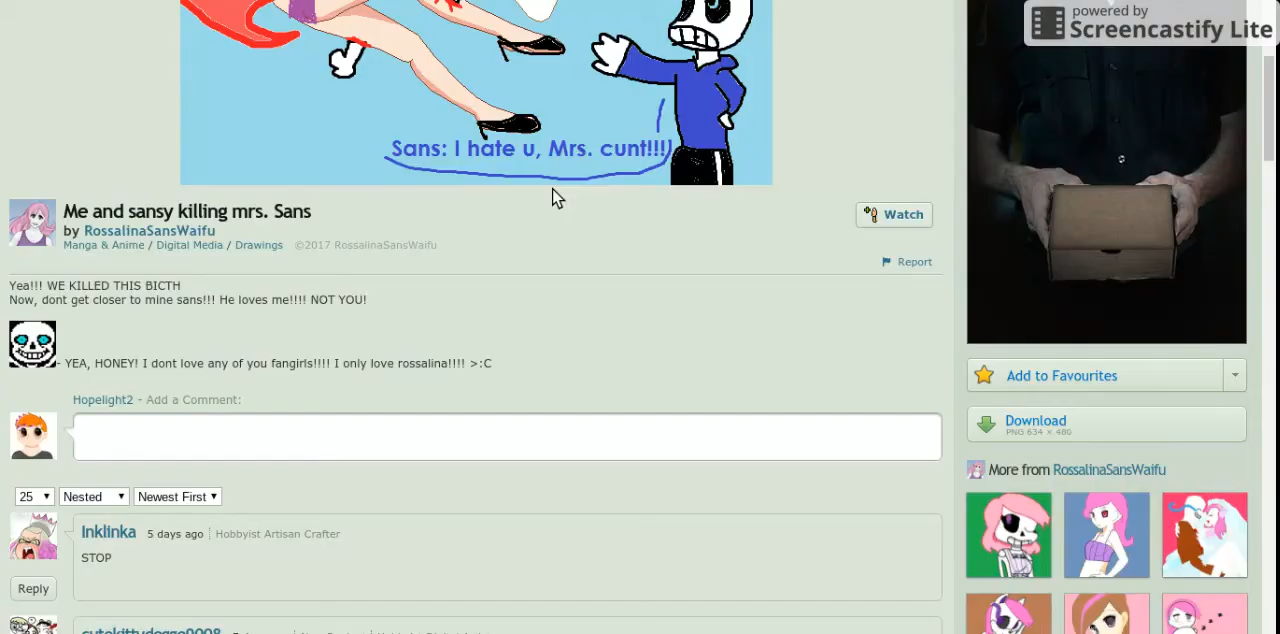 powered by
Screencastify Lite
Sans: I hate u, Mrs. cunt!!!
Me and sansy killing mrs. Sans
by RossalinaSansWaifu
Manga & Anime / Digital Media / Drawings ©2017 RossalinaSansWaifu
Watch
Report
Yea!!! WE KILLED THIS BICTH
Now, dont get closer to mine sans!!! He loves me!!!! NOT YOU!
- YEA, HONEY! I dont love any of you fangirls!!!! I only love rossalina!!!! >:C
Hopelight2 - Add a Comment:
25 Nested Newest First
Inklinka 5 days ago Hobbyist Artisan Crafter
STOP
Reply
Add to Favourites
Download
PNG 634 × 480
More from RossalinaSansWaifu